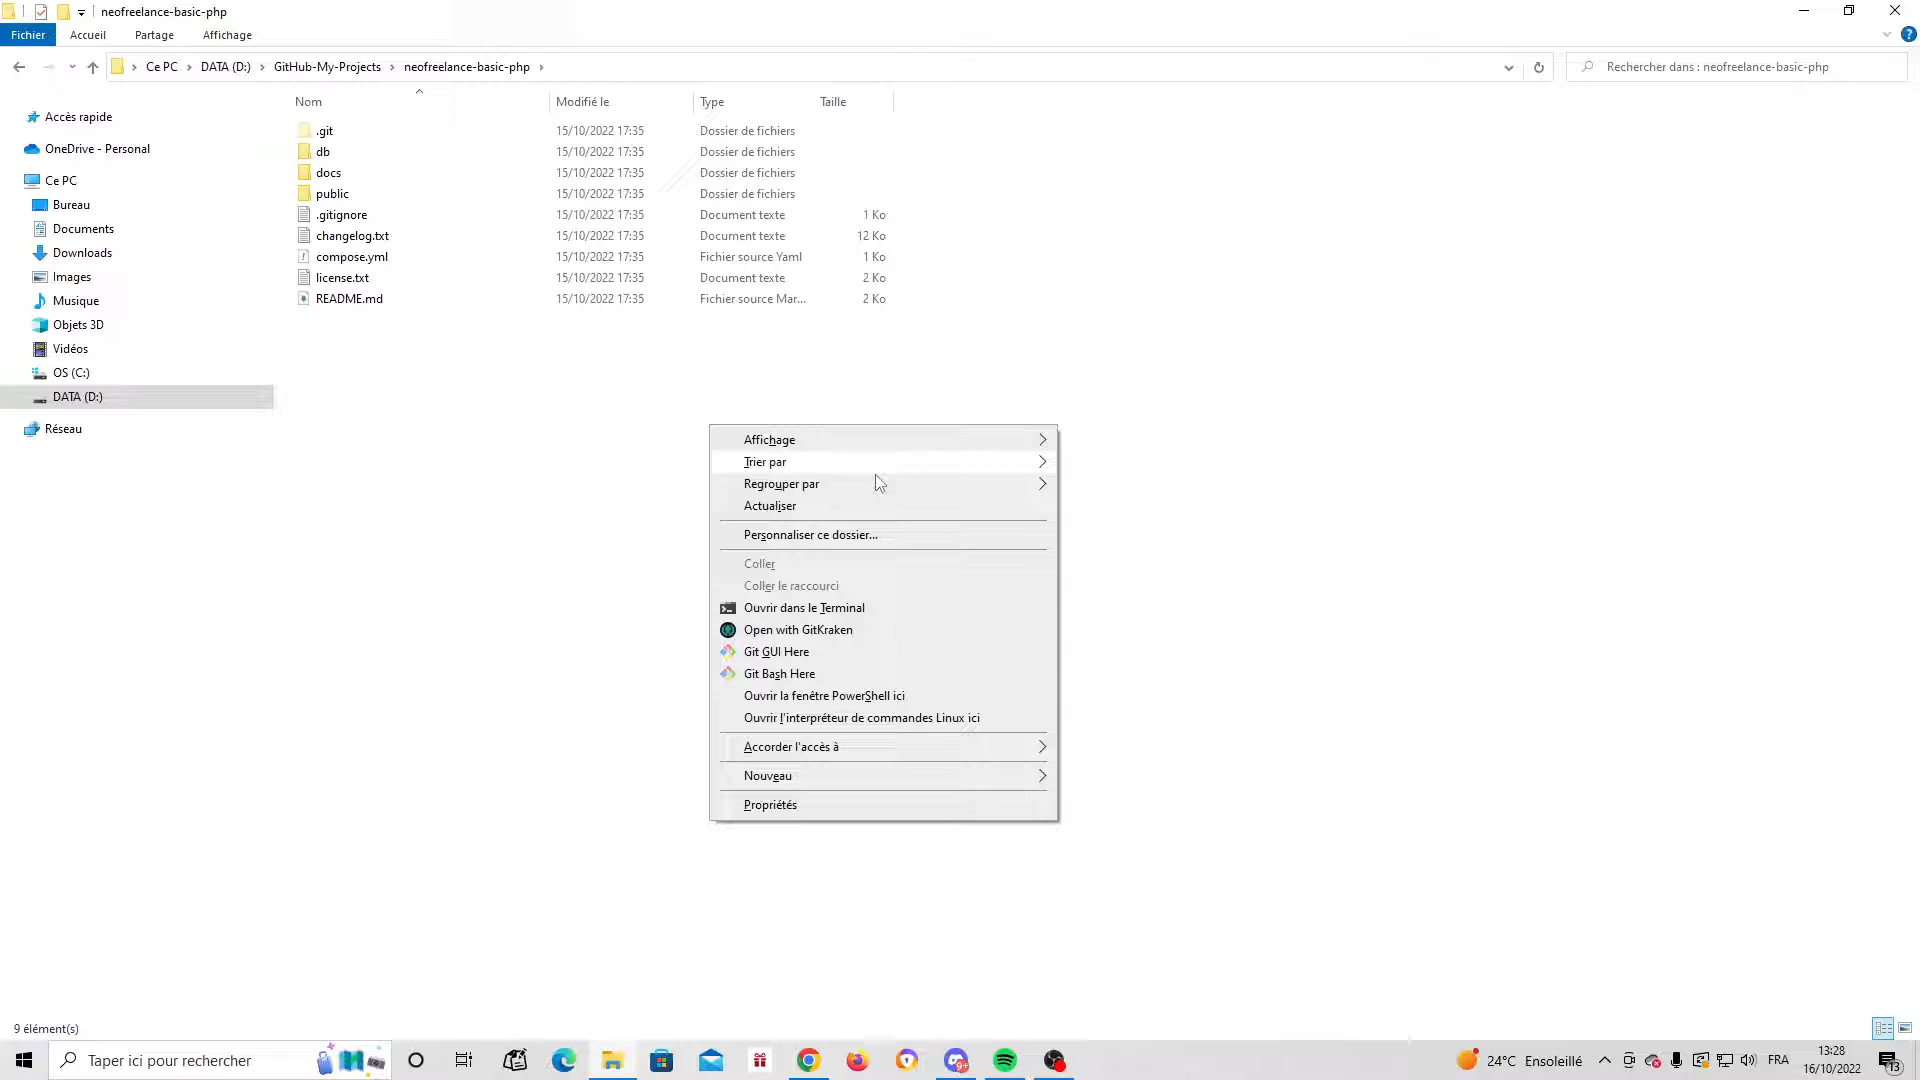 neofreelance-basic-php
Fichier Accueil Partage Affichage
Ce PC DATA (D:) GitHub-My-Projects neofreelance-basic-php
Rechercher dans : neofreelance-basic-php
Nom Modifié le Type Taille
Accès rapide
OneDrive - Personal
Ce PC
Bureau
Documents
Downloads
Images
Musique
Objets 3D
Vidéos
OS (C:)
DATA (D:)
Réseau
.git 15/10/2022 17:35 Dossier de fichiers
db 15/10/2022 17:35 Dossier de fichiers
docs 15/10/2022 17:35 Dossier de fichiers
public 15/10/2022 17:35 Dossier de fichiers
.gitignore 15/10/2022 17:35 Document texte 1 Ko
changelog.txt 15/10/2022 17:35 Document texte 12 Ko
compose.yml 15/10/2022 17:35 Fichier source Yaml 1 Ko
license.txt 15/10/2022 17:35 Document texte 2 Ko
README.md 15/10/2022 17:35 Fichier source Mar... 2 Ko
Affichage
Trier par
Regrouper par
Actualiser
Personnaliser ce dossier...
Coller
Coller le raccourci
Ouvrir dans le Terminal
Open with GitKraken
Git GUI Here
Git Bash Here
Ouvrir la fenêtre PowerShell ici
Ouvrir l'interpréteur de commandes Linux ici
Accorder l'accès à
Nouveau
Propriétés
9 élément(s)
Taper ici pour rechercher
9+
24°C Ensoleillé
FRA
13:28
16/10/2022
13